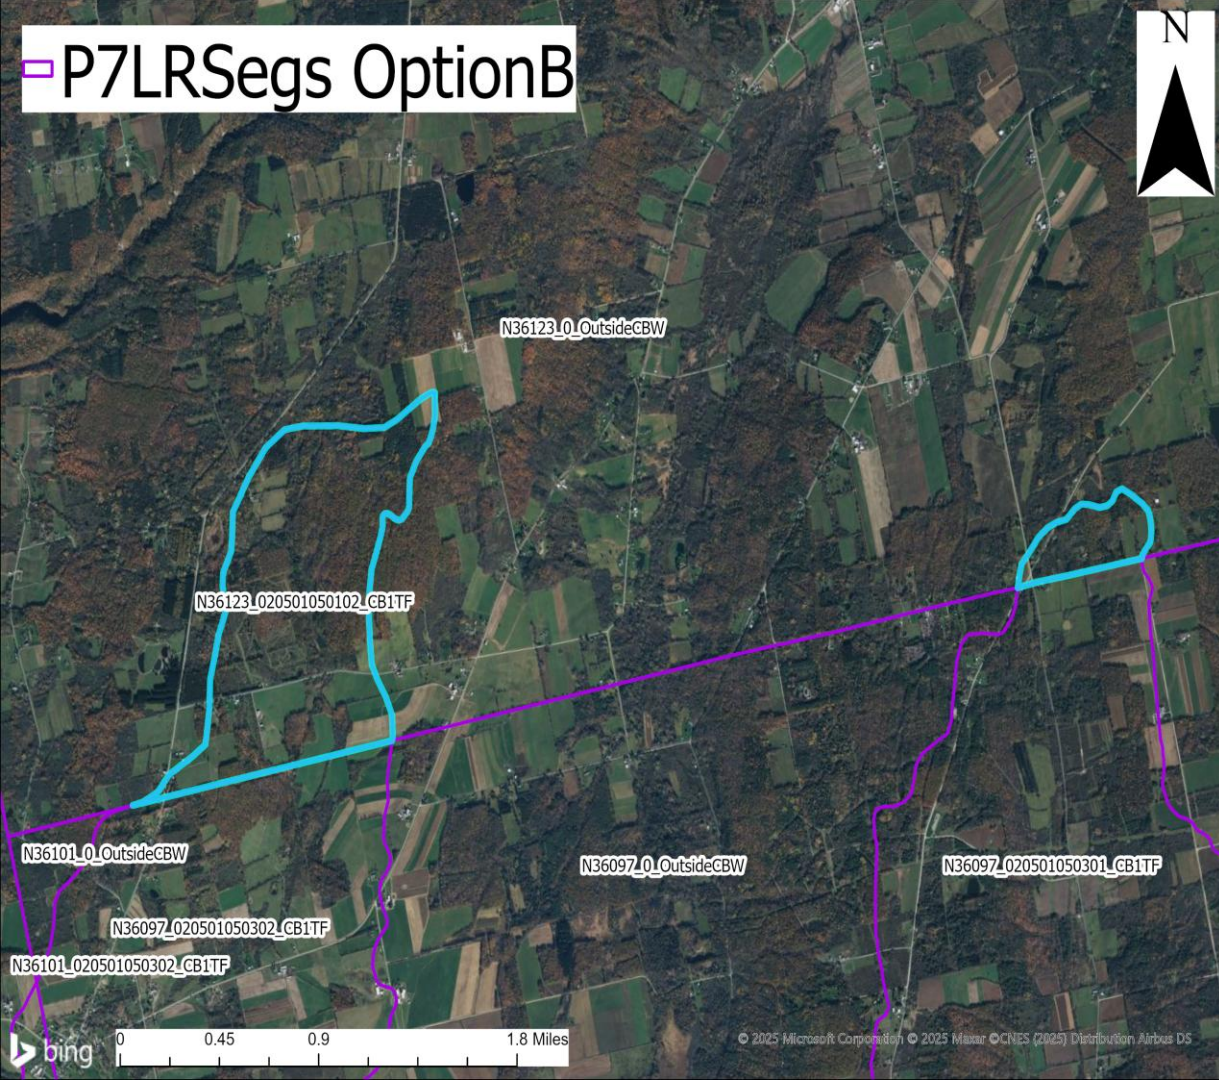 P7LRSegs OptionB
N
N36123_0_OutsideCBW
N36123_020501050102_CB1TF
N36101_0_OutsideCBW
N36097_0_OutsideCBW
N36097_020501050301_CB1TF
N36097_020501050302_CB1TF
N36101_020501050302_CB1TF
0 0.45 0.9 1.8 Miles
bing
© 2025 Microsoft Corporation © 2025 Maxar ©CNES (2025) Distribution Airbus DS